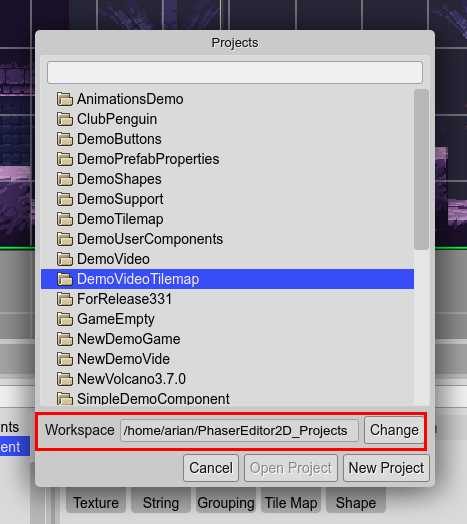 Projects
AnimationsDemo
ClubPenguin
DemoButtons
DemoPrefabProperties
DemoShapes
DemoSupport
DemoTilemap
DemoUserComponents
DemoVideo
DemoVideoTilemap
ForRelease331
GameEmpty
NewDemoGame
NewDemoVide
NewVolcano3.7.0
SimpleDemoComponent
Workspace /home/arian/PhaserEditor2D_Projects Change
nts
ent
Cancel Open Project New Project
Texture String Grouping Tile Map Shape